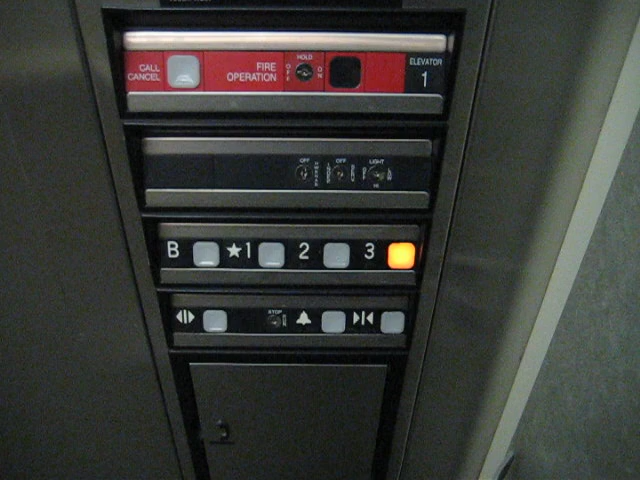 CALL
CANCEL
FIRE
OPERATION
HOLD
OFF
ON
ELEVATOR
1
OFF
OFF
LIGHT
B ★1 2 3
STOP